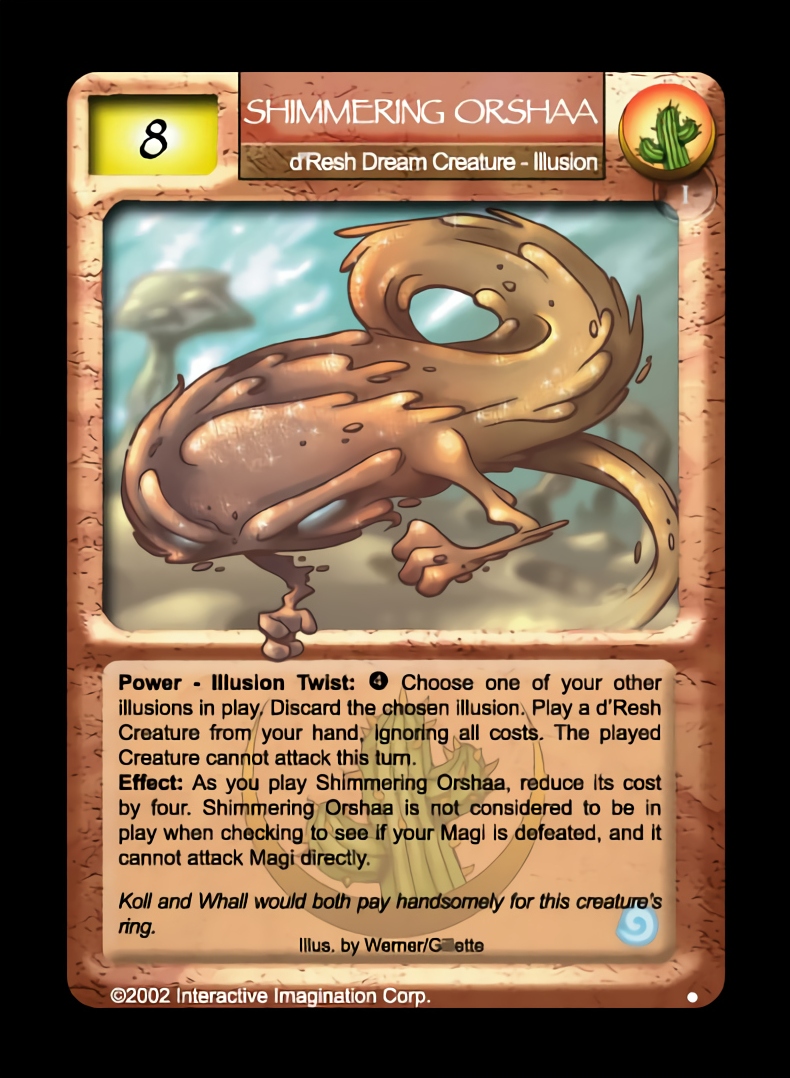 8
SHIMMERING ORSHAA
d'Resh Dream Creature - Illusion
I
Power - Illusion Twist: ❹ Choose one of your other
illusions in play. Discard the chosen illusion. Play a d'Resh
Creature from your hand, ignoring all costs. The played
Creature cannot attack this turn.
Effect: As you play Shimmering Orshaa, reduce its cost
by four. Shimmering Orshaa is not considered to be in
play when checking to see if your Magi is defeated, and it
cannot attack Magi directly.
Koll and Whall would both pay handsomely for this creature's
ring.
Illus. by Werner/
©2002 Interactive Imagination Corp.